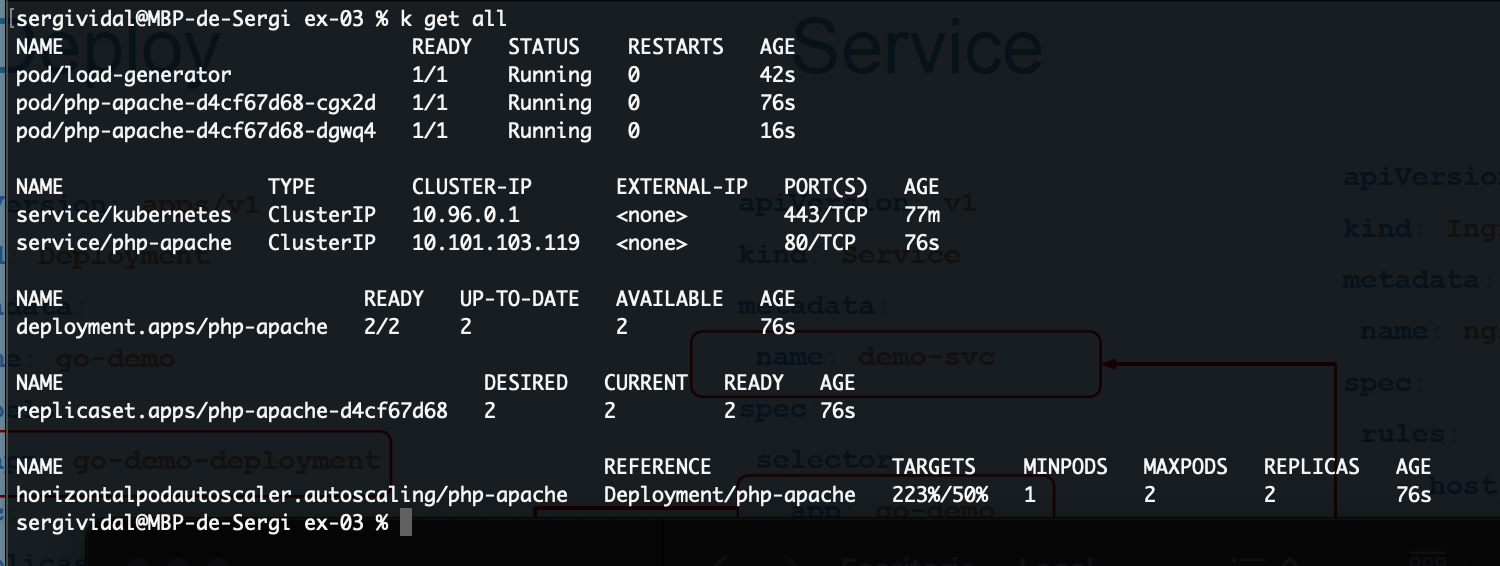 [sergividal@MBP-de-Sergi ex-03 % k get all
NAME READY STATUS RESTARTS AGE
pod/load-generator 1/1 Running 0 42s
pod/php-apache-d4cf67d68-cgx2d 1/1 Running 0 76s
pod/php-apache-d4cf67d68-dgwq4 1/1 Running 0 16s
NAME TYPE CLUSTER-IP EXTERNAL-IP PORT(S) AGE
service/kubernetes ClusterIP 10.96.0.1 <none> 443/TCP 77m
service/php-apache ClusterIP 10.101.103.119 <none> 80/TCP 76s
NAME READY UP-TO-DATE AVAILABLE AGE
deployment.apps/php-apache 2/2 2 2 76s
NAME DESIRED CURRENT READY AGE
replicaset.apps/php-apache-d4cf67d68 2 2 2 76s
NAME REFERENCE TARGETS MINPODS MAXPODS REPLICAS AGE
horizontalpodautoscaler.autoscaling/php-apache Deployment/php-apache 223%/50% 1 2 2 76s
sergividal@MBP-de-Sergi ex-03 %
Deploy
apps/v1
Deployment
go-demo
go-demo-deployment
Service
apiVersion: v1
kind: Service
metadata:
name: demo-svc
spec:
selector
app: go-demo
kind:
metadata:
name:
spec:
rules:
host